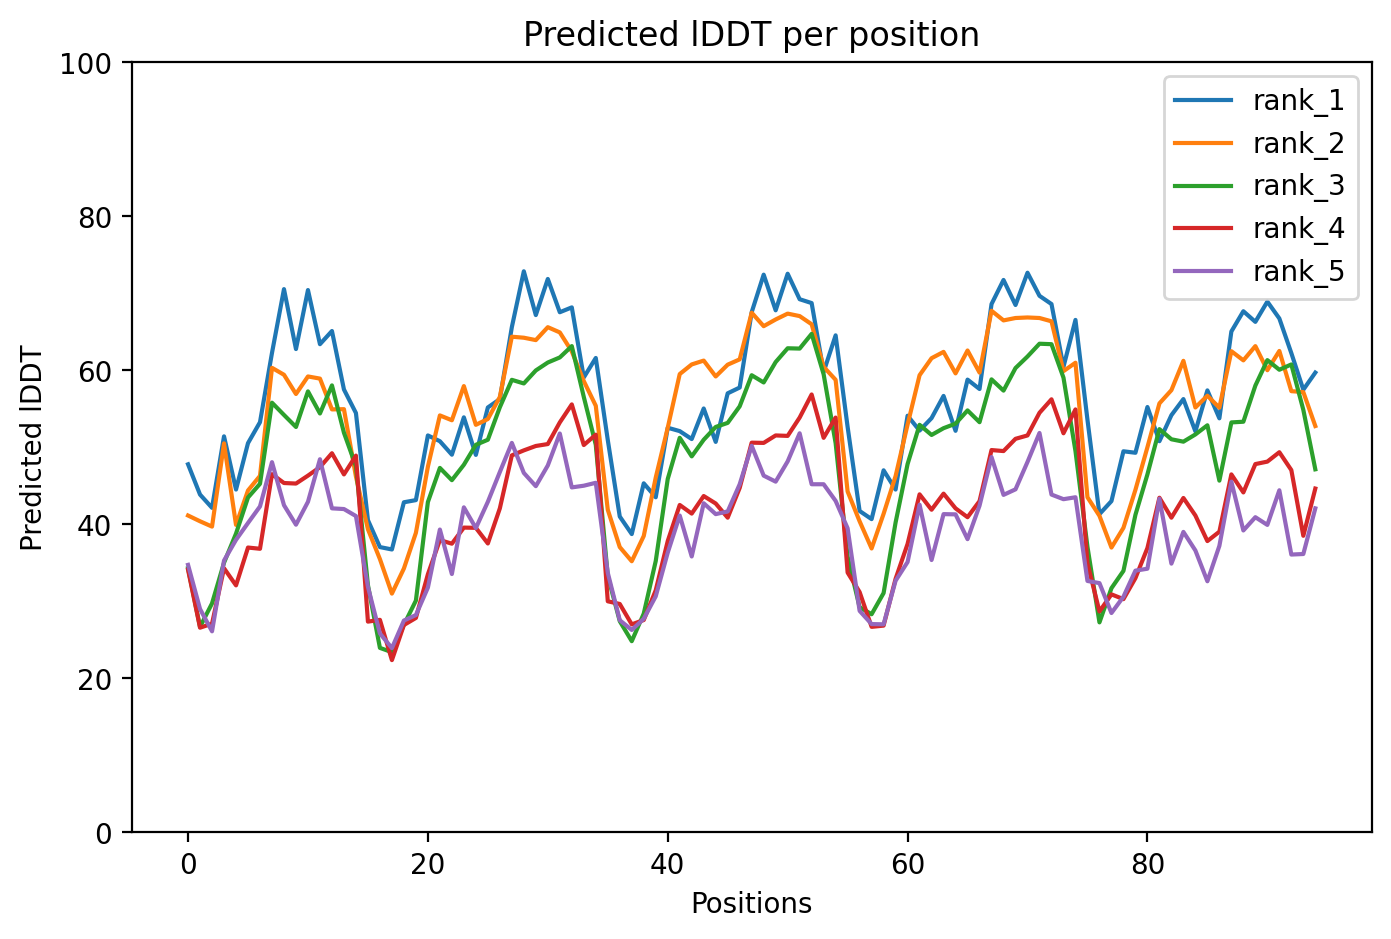 Predicted lDDT per position
100
80
60
40
20
0
Predicted lDDT
0 20 40 60 80
Positions
rank_1
rank_2
rank_3
rank_4
rank_5